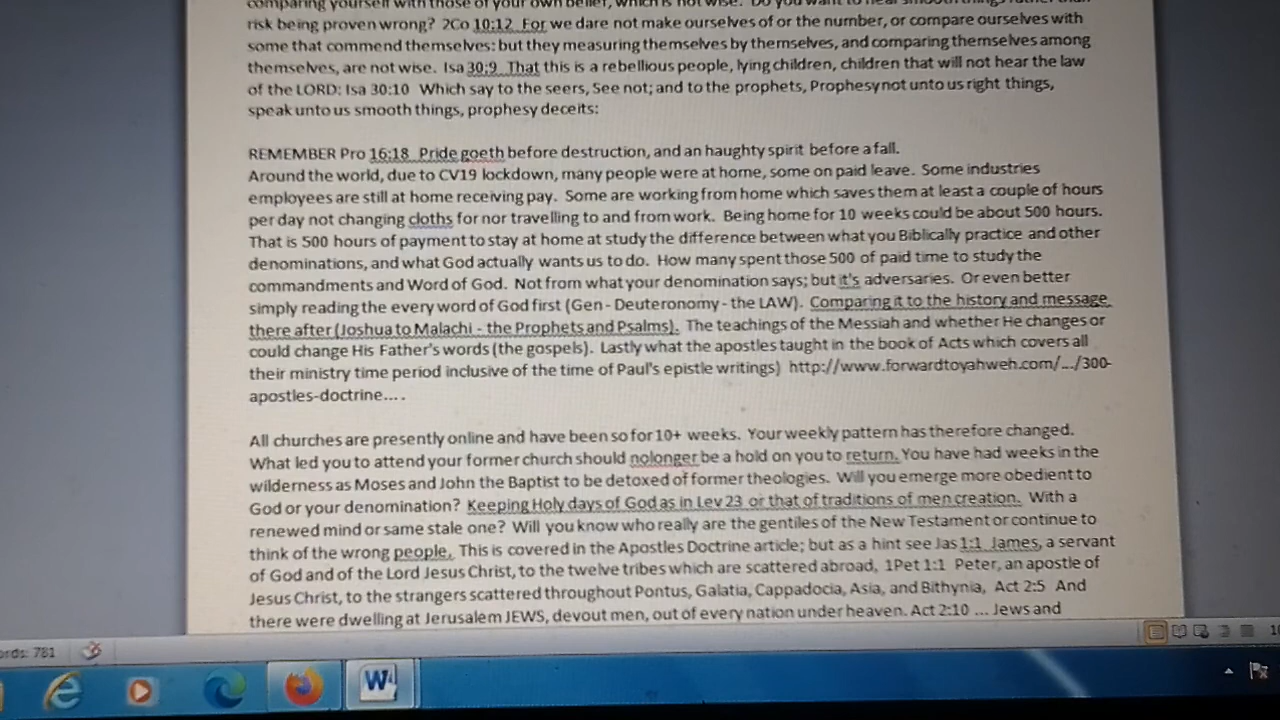 comparing yourself with those of your own belief, which is not wise. Do you want to hear smooth things rather than
risk being proven wrong? 2Co 10:12 For we dare not make ourselves of or the number, or compare ourselves with
some that commend themselves: but they measuring themselves by themselves, and comparing themselves among
themselves, are not wise. Isa 30:9 That this is a rebellious people, lying children, children that will not hear the law
of the LORD: Isa 30:10 Which say to the seers, See not; and to the prophets, Prophesy not unto us right things,
speak unto us smooth things, prophesy deceits:
REMEMBER Pro 16:18 Pride goeth before destruction, and an haughty spirit before a fall.
Around the world, due to CV19 lockdown, many people were at home, some on paid leave. Some industries
employees are still at home receiving pay. Some are working from home which saves them at least a couple of hours
per day not changing cloths for nor travelling to and from work. Being home for 10 weeks could be about 500 hours.
That is 500 hours of payment to stay at home at study the difference between what you Biblically practice and other
denominations, and what God actually wants us to do. How many spent those 500 of paid time to study the
commandments and Word of God. Not from what your denomination says; but it's adversaries. Or even better
simply reading the every word of God first (Gen - Deuteronomy - the LAW). Comparing it to the history and message
there after (Joshua to Malachi - the Prophets and Psalms). The teachings of the Messiah and whether He changes or
could change His Father's words (the gospels). Lastly what the apostles taught in the book of Acts which covers all
their ministry time period inclusive of the time of Paul's epistle writings) http://www.forwardtoyahweh.com/.../300-
apostles-doctrine....
All churches are presently online and have been so for 10+ weeks. Your weekly pattern has therefore changed.
What led you to attend your former church should nolonger be a hold on you to return. You have had weeks in the
wilderness as Moses and John the Baptist to be detoxed of former theologies. Will you emerge more obedient to
God or your denomination? Keeping Holy days of God as in Lev 23 or that of traditions of men creation. With a
renewed mind or same stale one? Will you know who really are the gentiles of the New Testament or continue to
think of the wrong people. This is covered in the Apostles Doctrine article; but as a hint see Jas 1:1 James, a servant
of God and of the Lord Jesus Christ, to the twelve tribes which are scattered abroad, 1Pet 1:1 Peter, an apostle of
Jesus Christ, to the strangers scattered throughout Pontus, Galatia, Cappadocia, Asia, and Bithynia, Act 2:5 And
there were dwelling at Jerusalem JEWS, devout men, out of every nation under heaven. Act 2:10 ... Jews and
ords: 781